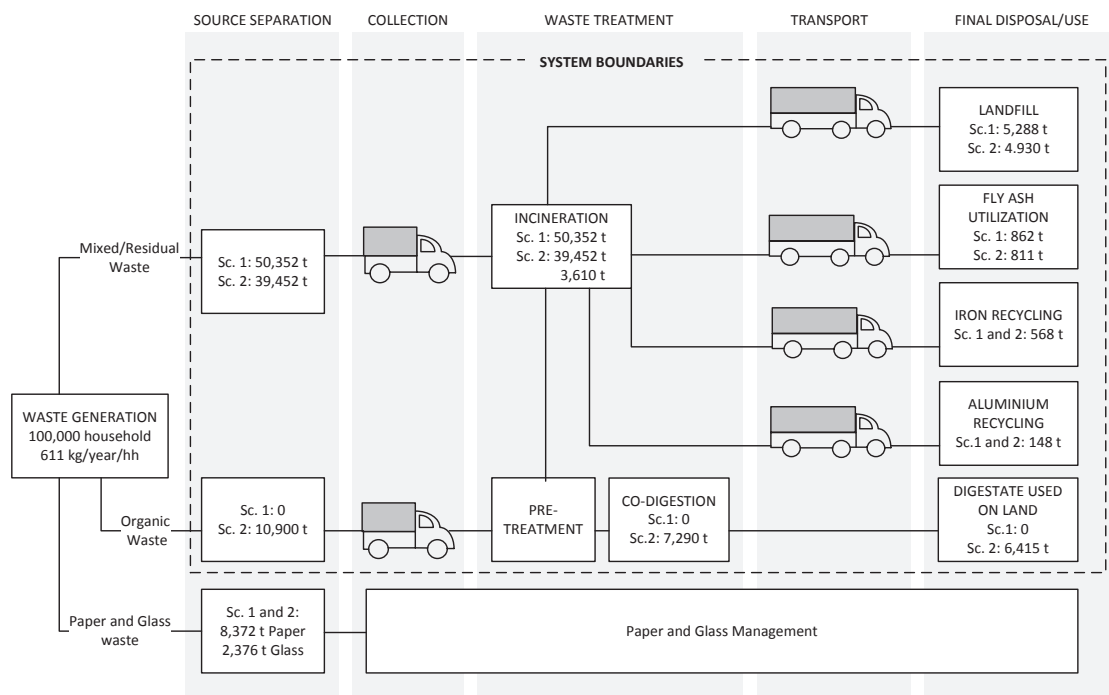 SOURCE SEPARATION
COLLECTION
WASTE TREATMENT
TRANSPORT
FINAL DISPOSAL/USE
SYSTEM BOUNDARIES
LANDFILL
Sc.1: 5,288 t
Sc. 2: 4.930 t
Mixed/Residual
Waste
Sc. 1: 50,352 t
Sc. 2: 39,452 t
INCINERATION
Sc. 1: 50,352 t
Sc. 2: 39,452 t
3,610 t
FLY ASH
UTILIZATION
Sc. 1: 862 t
Sc. 2: 811 t
IRON RECYCLING
Sc. 1 and 2: 568 t
WASTE GENERATION
100,000 household
611 kg/year/hh
ALUMINIUM
RECYCLING
Sc.1 and 2: 148 t
Organic
Waste
Sc. 1: 0
Sc. 2: 10,900 t
PRE-
TREATMENT
CO-DIGESTION
Sc.1: 0
Sc.2: 7,290 t
DIGESTATE USED
ON LAND
Sc.1: 0
Sc. 2: 6,415 t
Paper and Glass
waste
Sc. 1 and 2:
8,372 t Paper
2,376 t Glass
Paper and Glass Management